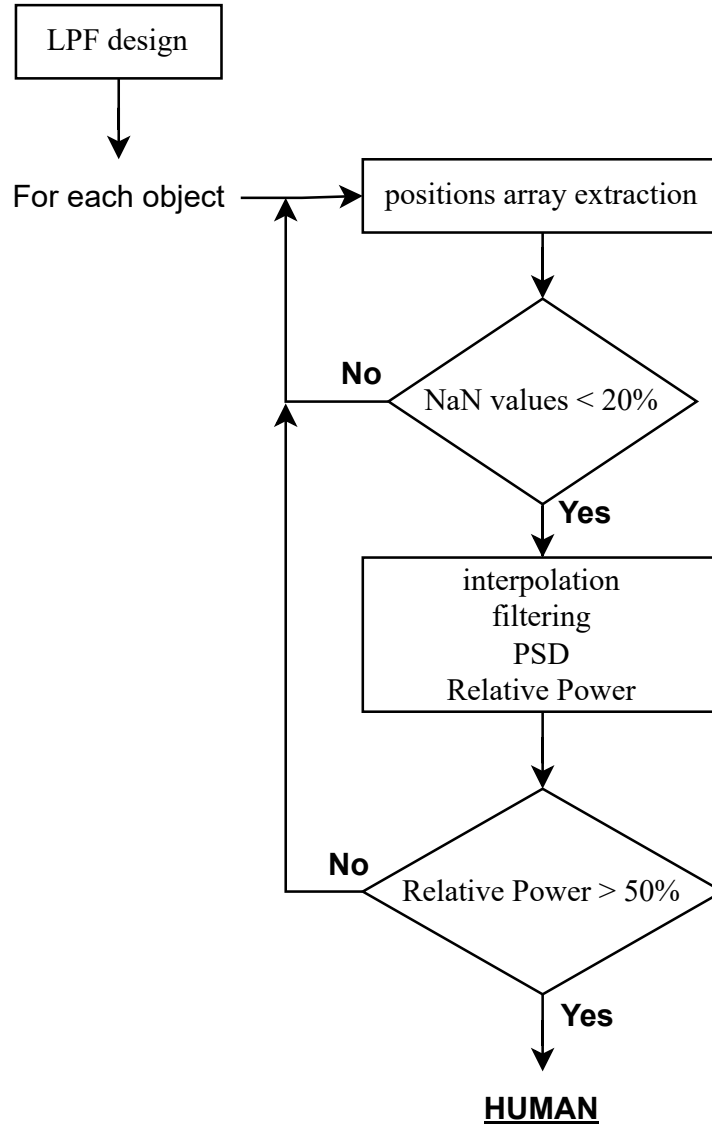 LPF design
For each object
positions array extraction
No
NaN values < 20%
Yes
interpolation
filtering
PSD
Relative Power
No
Relative Power > 50%
Yes
HUMAN